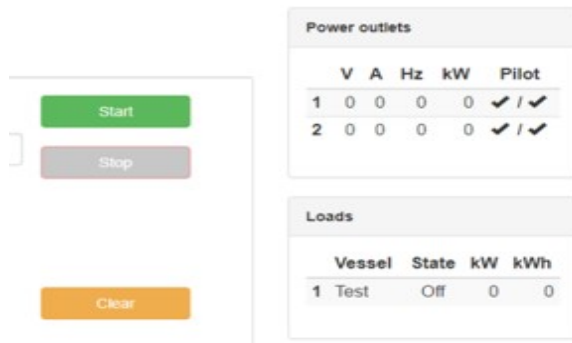 Start
Stop
Clear
Power outlets
V A Hz kW Pilot
1 0 0 0 0 ✔ / ✔
2 0 0 0 0 ✔ / ✔
Loads
Vessel State kW kWh
1 Test Off 0 0